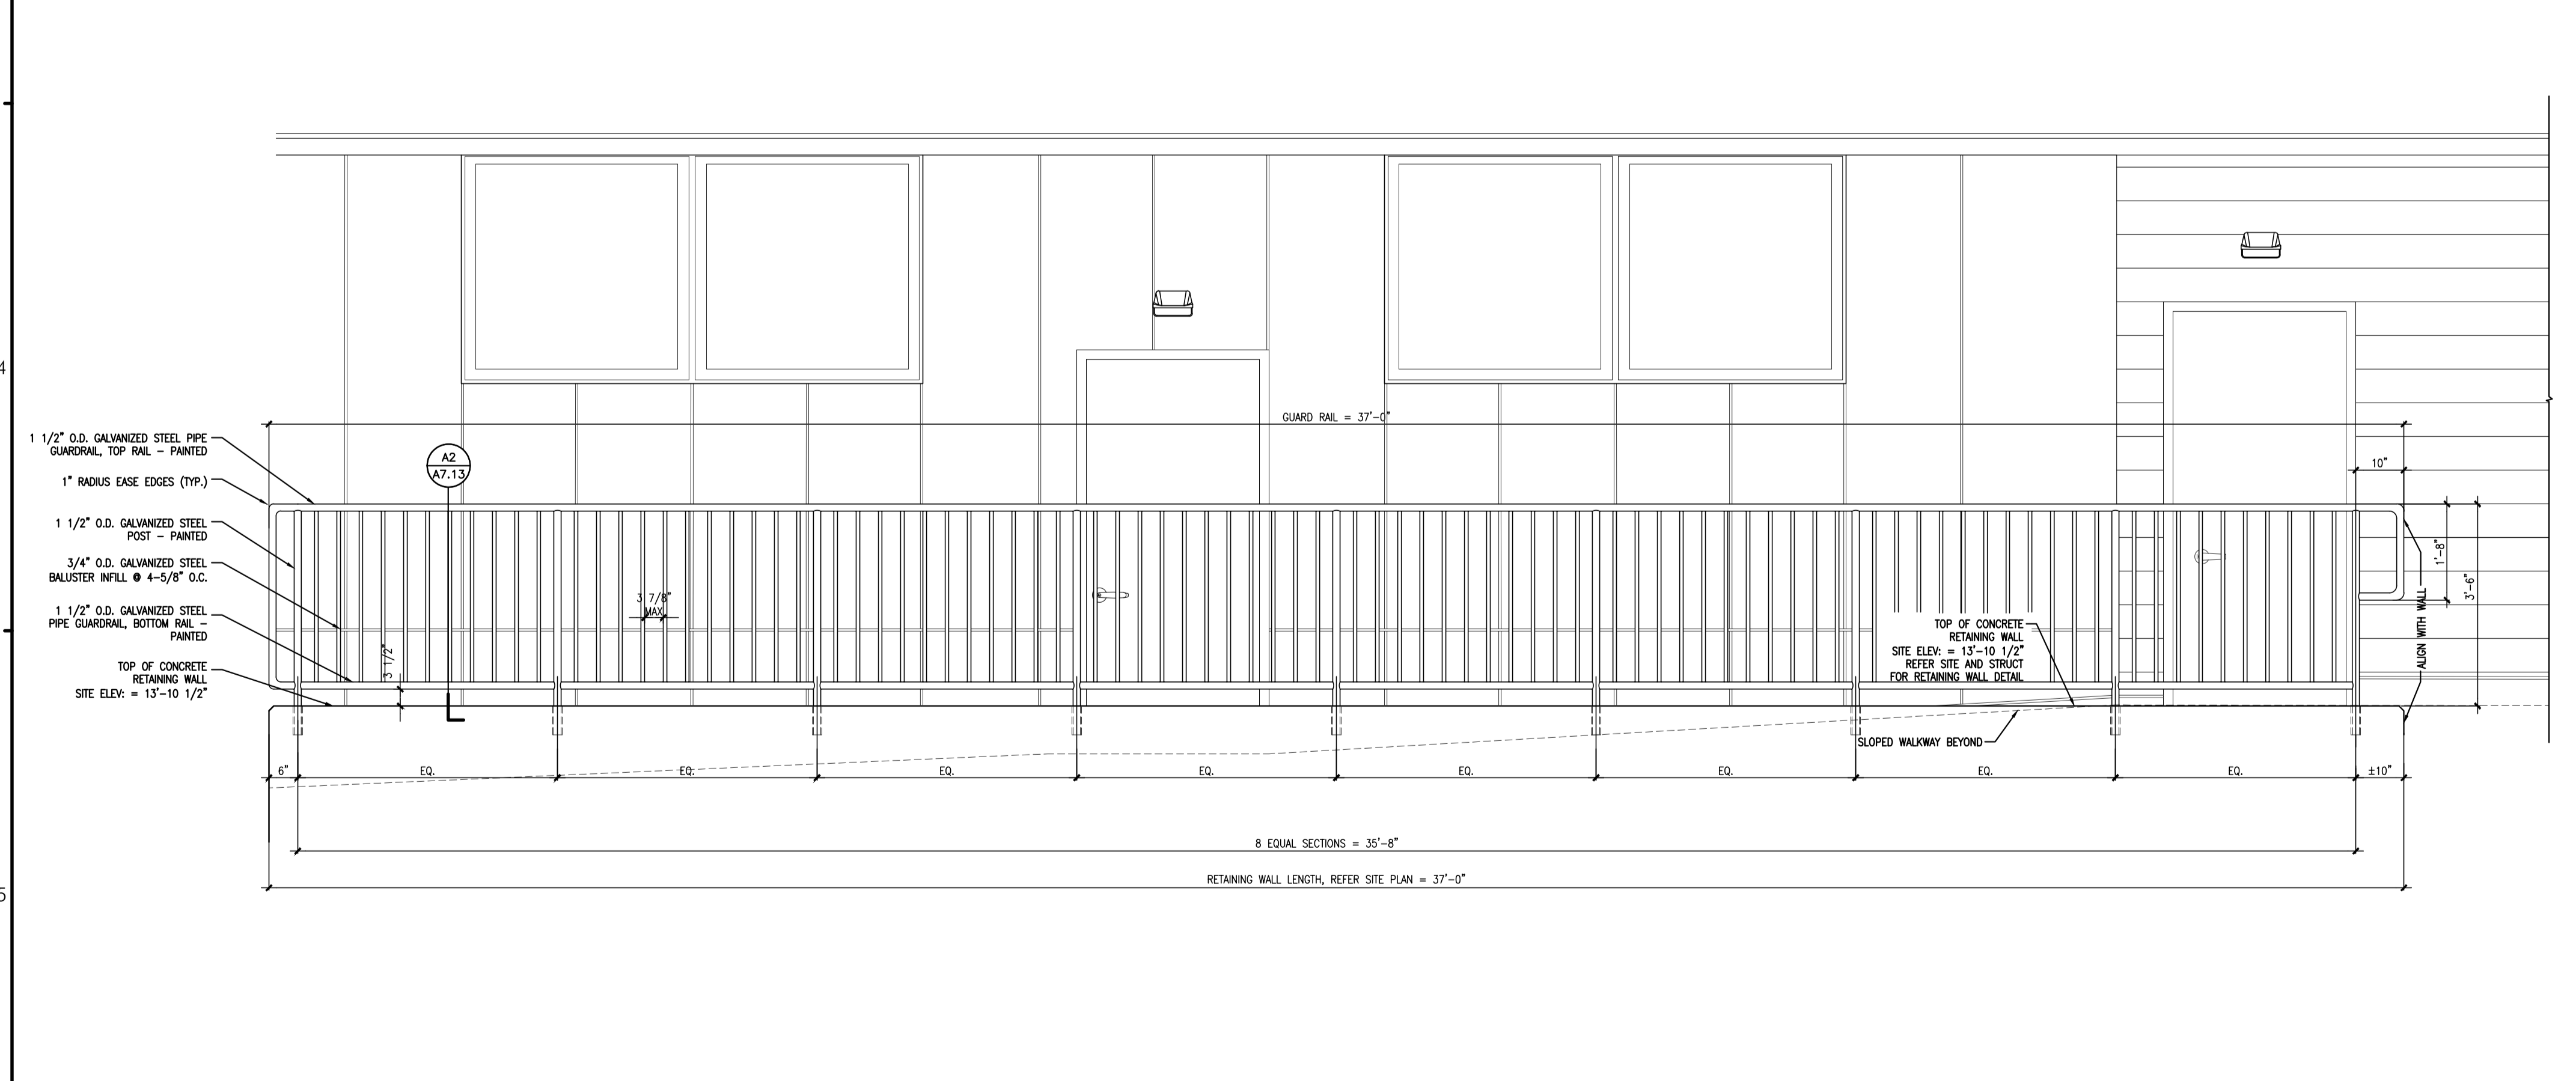 GUARD RAIL = 37'-0"
1 1/2" O.D. GALVANIZED STEEL PIPE
GUARDRAIL, TOP RAIL – PAINTED
1" RADIUS EASE EDGES (TYP.)
1 1/2" O.D. GALVANIZED STEEL
POST – PAINTED
3/4" O.D. GALVANIZED STEEL
BALUSTER INFILL @ 4-5/8" O.C.
1 1/2" O.D. GALVANIZED STEEL
PIPE GUARDRAIL, BOTTOM RAIL –
PAINTED
TOP OF CONCRETE
RETAINING WALL
SITE ELEV: = 13'-10 1/2"
A2
A7.13
3 1/2"
3 7/8"
MAX
10"
1'-8"
3'-6"
ALIGN WITH WALL
TOP OF CONCRETE
RETAINING WALL
SITE ELEV: = 13'-10 1/2"
REFER SITE AND STRUCT
FOR RETAINING WALL DETAIL
SLOPED WALKWAY BEYOND
6"
EQ.
EQ.
EQ.
EQ.
EQ.
EQ.
EQ.
EQ.
±10"
8 EQUAL SECTIONS = 35'-8"
RETAINING WALL LENGTH, REFER SITE PLAN = 37'-0"
4
5